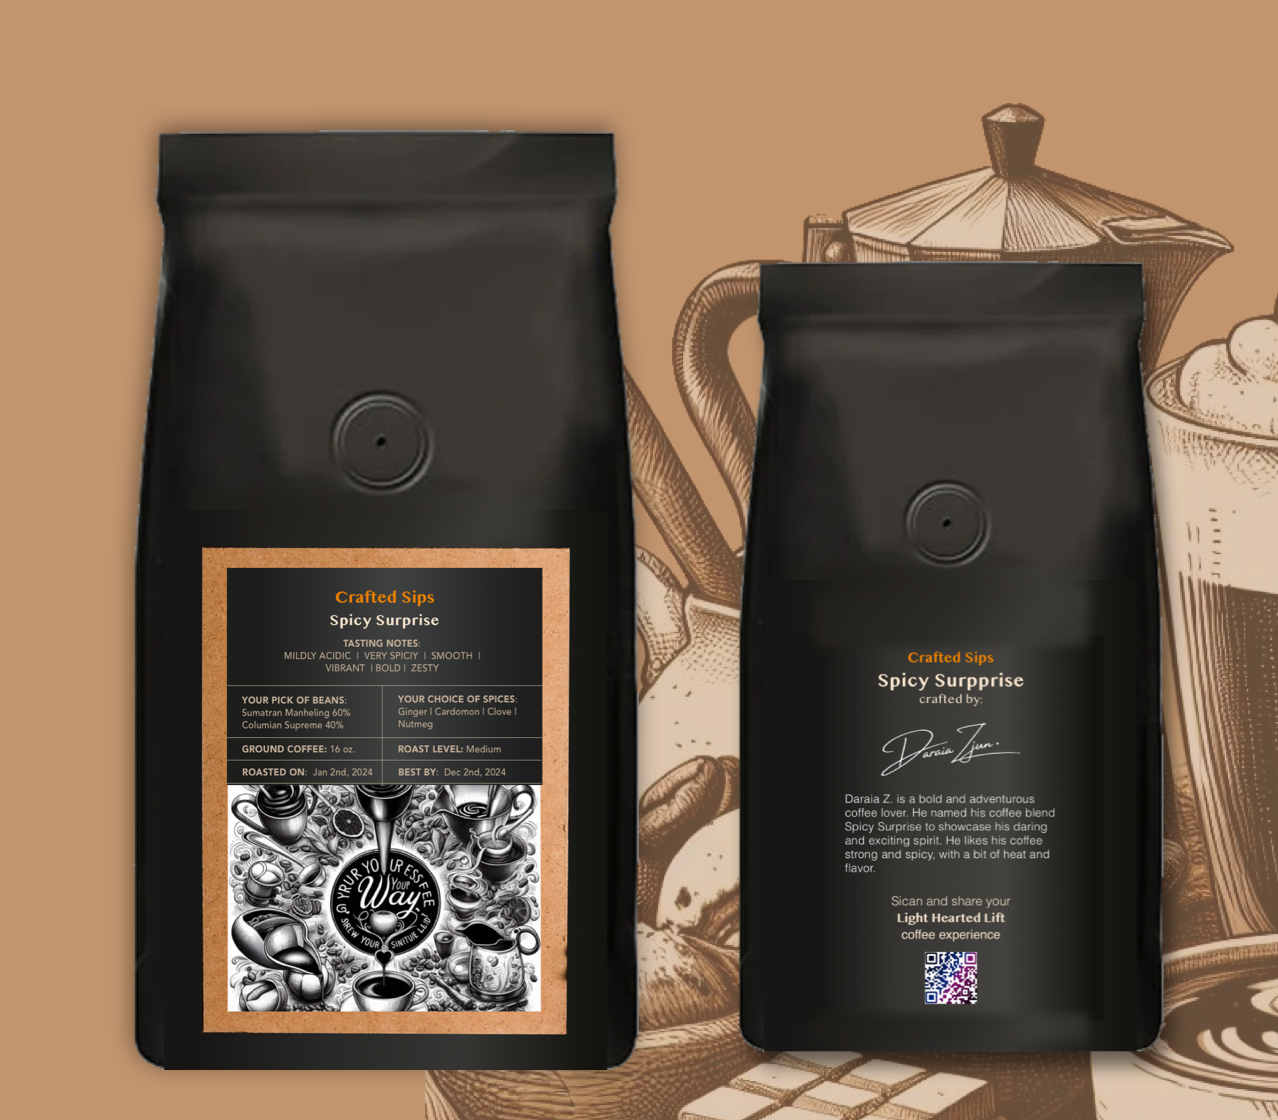 Crafted Sips
Spicy Surprise
TASTING NOTES:
MILDLY ACIDIC | VERY SPICIY | SMOOTH |
VIBRANT | BOLD | ZESTY
YOUR PICK OF BEANS:
Sumatran Manheling 60%
Columian Supreme 40%
YOUR CHOICE OF SPICES:
Ginger | Cardomon | Clove |
Nutmeg
GROUND COFFEE: 16 oz.
ROAST LEVEL: Medium
ROASTED ON: Jan 2nd, 2024
BEST BY: Dec 2nd, 2024
YOUR
Way
Crafted Sips
Spicy Surpprise
crafted by:
Daraia Zjun.
Daraia Z. is a bold and adventurous
coffee lover. He named his coffee blend
Spicy Surprise to showcase his daring
and exciting spirit. He likes his coffee
strong and spicy, with a bit of heat and
flavor.
Sican and share your
Light Hearted Lift
coffee experience